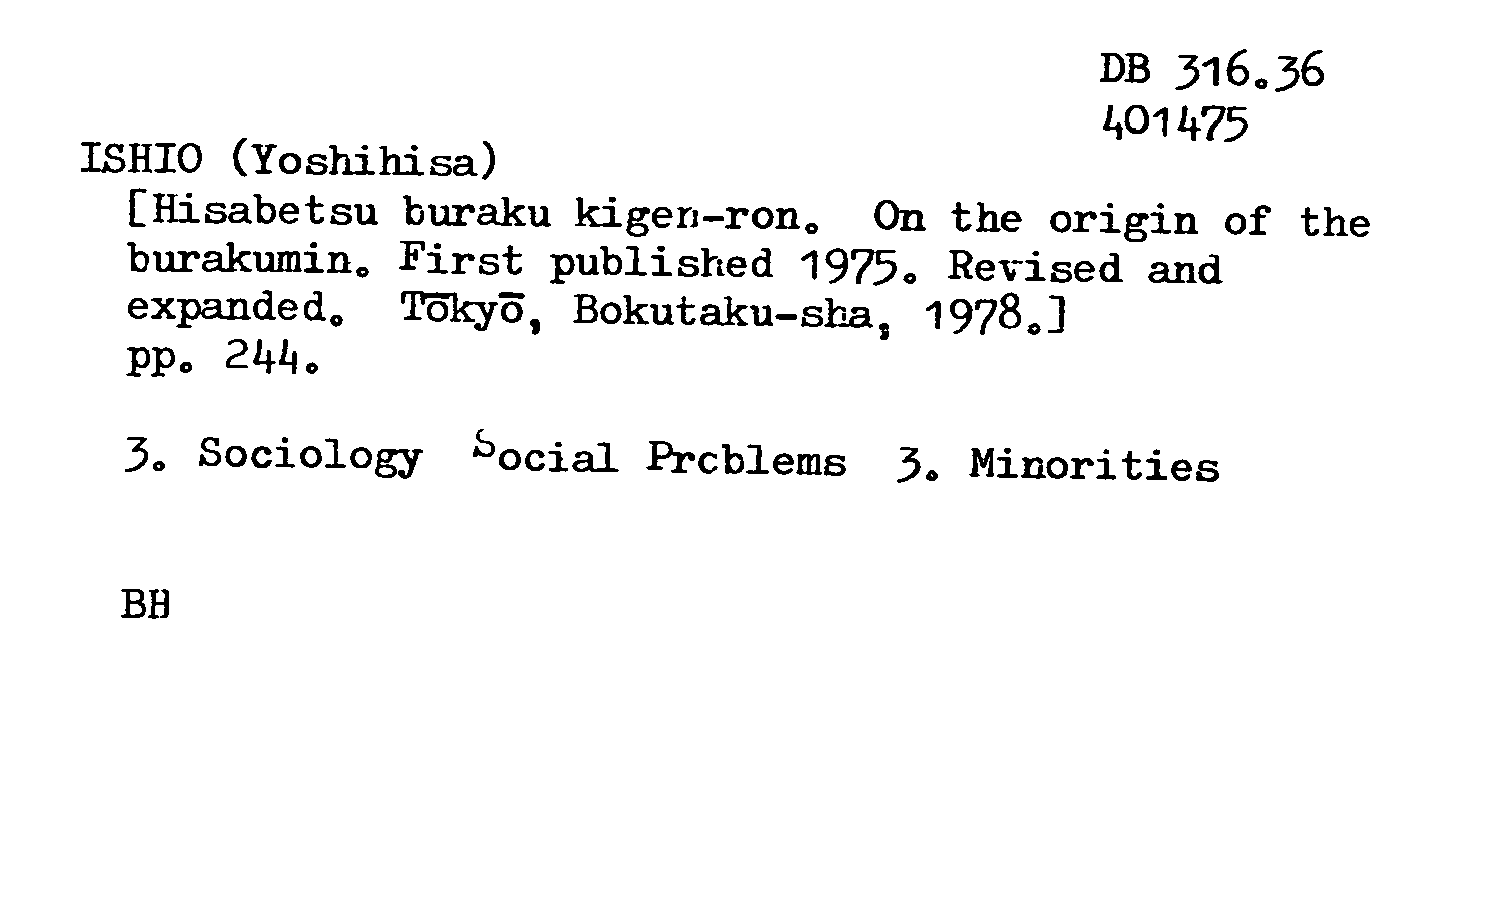 DB 316.36
401475
ISHIO (Yoshihisa)
[Hisabetsu buraku kigen-ron. On the origin of the
burakumin. First published 1975. Revised and
expanded. Tōkyō, Bokutaku-sha, 1978.]
pp. 244.
3. Sociology Social Problems 3. Minorities
BH